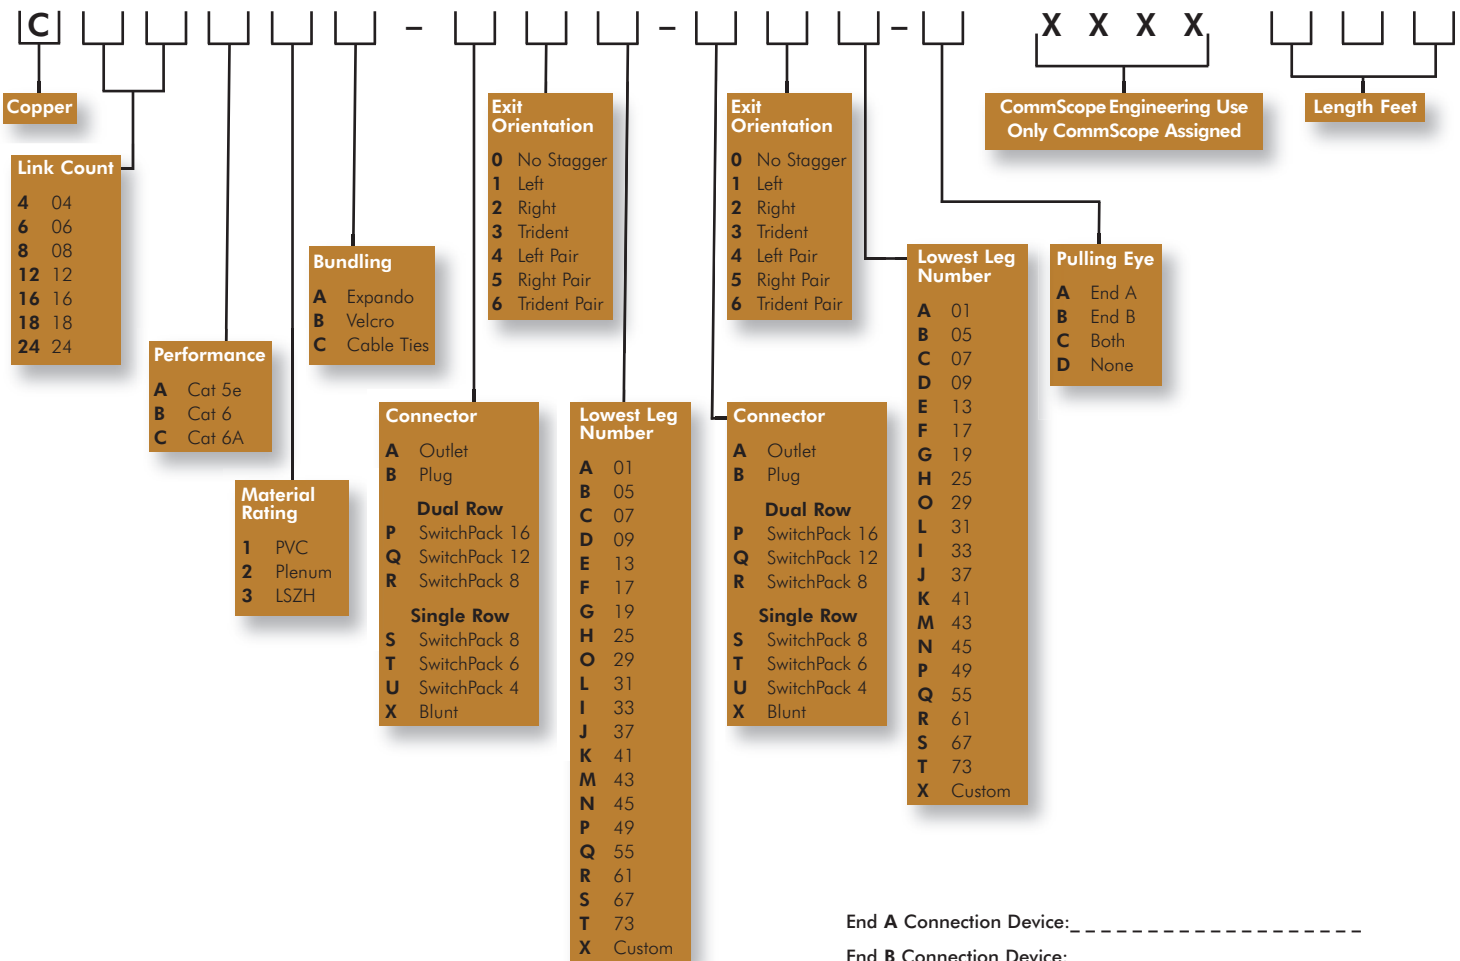 C – – – X X X X
Copper
Link Count
4 04
6 06
8 08
12 12
16 16
18 18
24 24
Performance
A Cat 5e
B Cat 6
C Cat 6A
Material
Rating
1 PVC
2 Plenum
3 LSZH
Bundling
A Expando
B Velcro
C Cable Ties
Connector
A Outlet
B Plug
Dual Row
P SwitchPack 16
Q SwitchPack 12
R SwitchPack 8
Single Row
S SwitchPack 8
T SwitchPack 6
U SwitchPack 4
X Blunt
Exit
Orientation
0 No Stagger
1 Left
2 Right
3 Trident
4 Left Pair
5 Right Pair
6 Trident Pair
Lowest Leg
Number
A 01
B 05
C 07
D 09
E 13
F 17
G 19
H 25
O 29
L 31
I 33
J 37
K 41
M 43
N 45
P 49
Q 55
R 61
S 67
T 73
X Custom
Connector
A Outlet
B Plug
Dual Row
P SwitchPack 16
Q SwitchPack 12
R SwitchPack 8
Single Row
S SwitchPack 8
T SwitchPack 6
U SwitchPack 4
X Blunt
Exit
Orientation
0 No Stagger
1 Left
2 Right
3 Trident
4 Left Pair
5 Right Pair
6 Trident Pair
Lowest Leg
Number
A 01
B 05
C 07
D 09
E 13
F 17
G 19
H 25
O 29
L 31
I 33
J 37
K 41
M 43
N 45
P 49
Q 55
R 61
S 67
T 73
X Custom
Pulling Eye
A End A
B End B
C Both
D None
CommScope Engineering Use
Only CommScope Assigned
Length Feet
End A Connection Device:_ _ _ _ _ _ _ _ _ _ _ _ _ _ _ _ _ _ _
End B Connection Device: